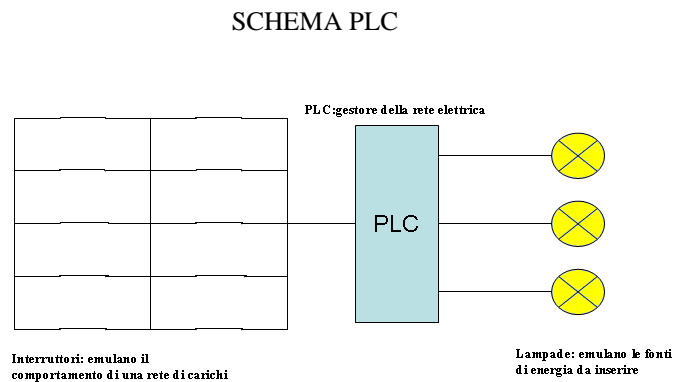 SCHEMA PLC
PLC:gestore della rete elettrica
PLC
Interruttori: emulano il
comportamento di una rete di carichi
Lampade: emulano le fonti
di energia da inserire